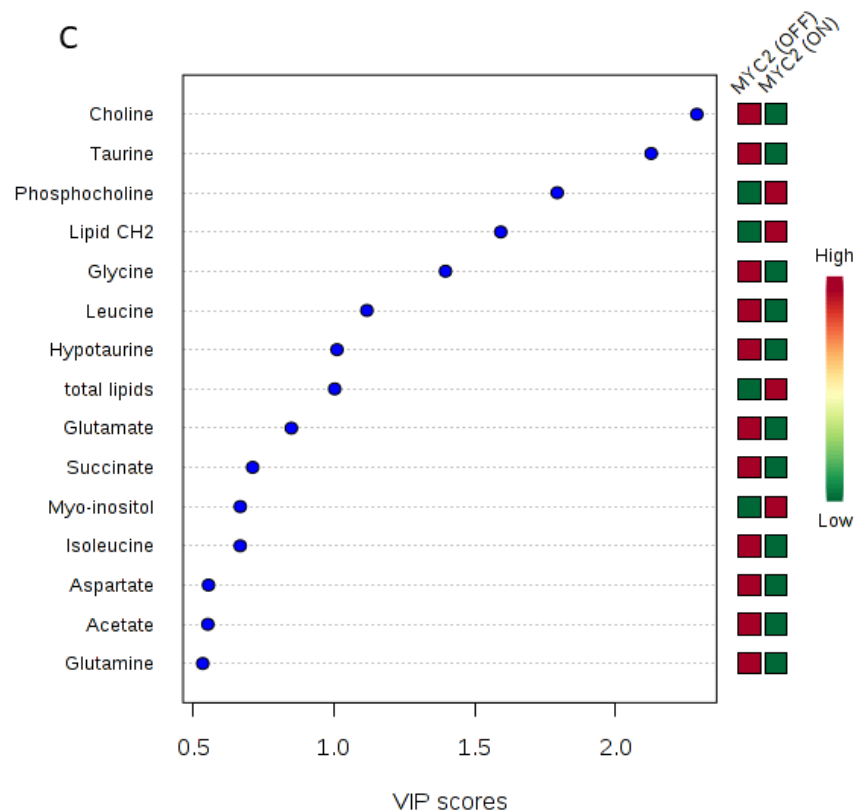 C
MYC2 (OFF)
MYC2 (ON)
Choline
Taurine
Phosphocholine
Lipid CH2
Glycine
Leucine
Hypotaurine
total lipids
Glutamate
Succinate
Myo-inositol
Isoleucine
Aspartate
Acetate
Glutamine
High
Low
0.5 1.0 1.5 2.0
VIP scores